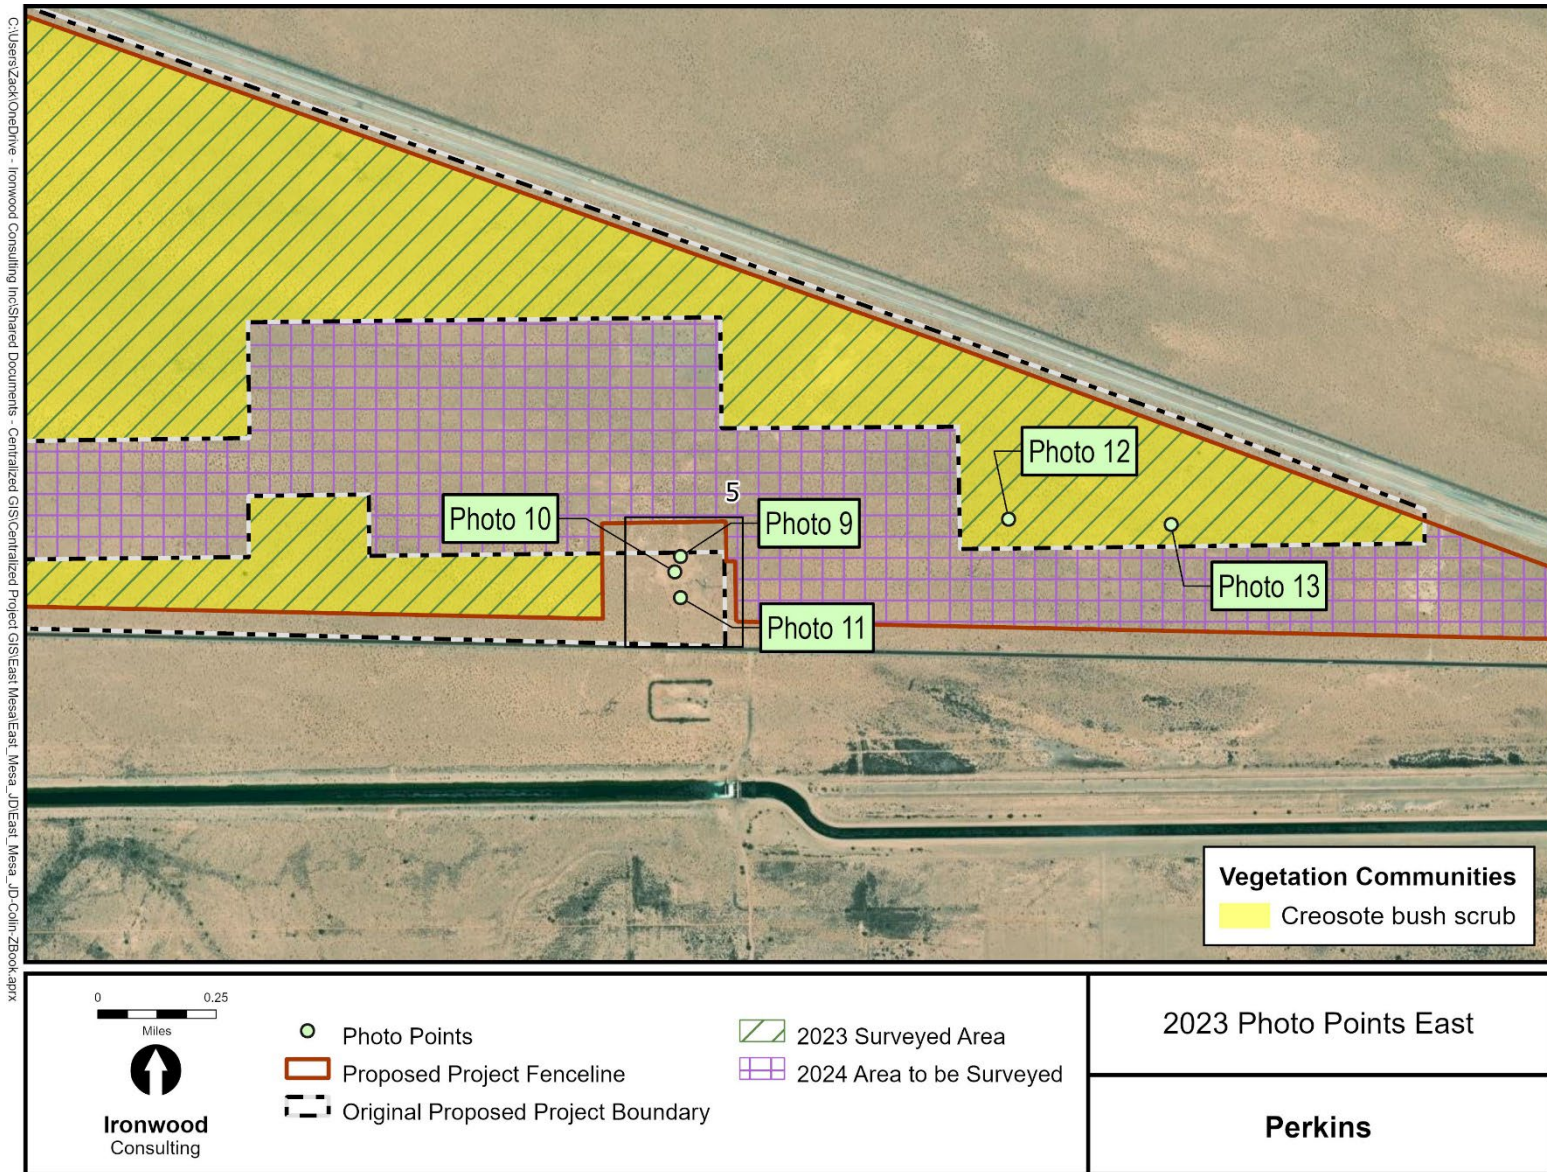 C:\Users\Zack\OneDrive - Ironwood Consulting Inc\Shared Documents - Centralized GIS\Centralized Project GIS\East Mesa\East_Mesa_JD\East_Mesa_JD-Colin-ZBook.aprx
Photo 12
5
Photo 10
Photo 9
Photo 13
Photo 11
Vegetation Communities
Creosote bush scrub
0 0.25
Miles
Ironwood
Consulting
Photo Points
Proposed Project Fenceline
Original Proposed Project Boundary
2023 Surveyed Area
2024 Area to be Surveyed
2023 Photo Points East
Perkins